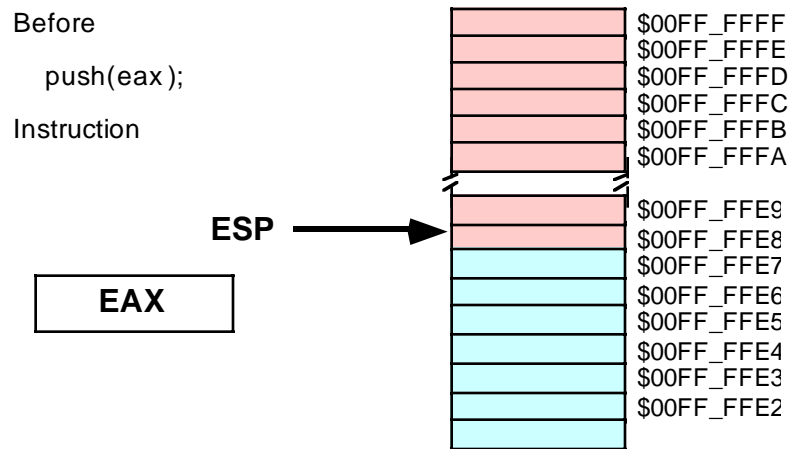 Before
push(eax);
Instruction
ESP
EAX
$00FF_FFFF
$00FF_FFFE
$00FF_FFFD
$00FF_FFFC
$00FF_FFFB
$00FF_FFFA
$00FF_FFE9
$00FF_FFE8
$00FF_FFE7
$00FF_FFE6
$00FF_FFE5
$00FF_FFE4
$00FF_FFE3
$00FF_FFE2